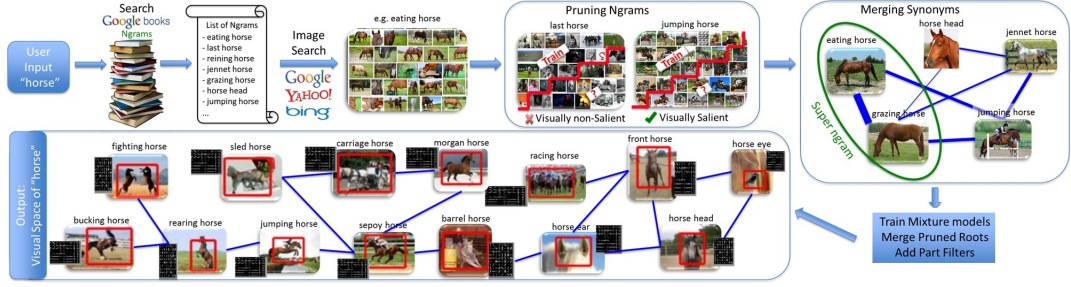 User
Input
"horse"
Search
Google books
Ngrams
List of Ngrams
- eating horse
- last horse
- reining horse
- jennet horse
- grazing horse
- horse head
- jumping horse
...
Image
Search
Google
YAHOO!
bing
e.g. eating horse
Pruning Ngrams
last horse
Train
?
Visually non-Salient
jumping horse
Train
?
Visually Salient
Merging Synonyms
eating horse
horse head
jennet horse
grazing horse
jumping horse
Super ngram
Train Mixture models
Merge Pruned Roots
Add Part Filters
Output:
Visual Space of "horse"
fighting horse
sled horse
carriage horse
morgan horse
racing horse
front horse
horse eye
bucking horse
rearing horse
jumping horse
sepoy horse
barrel horse
horse ear
horse head